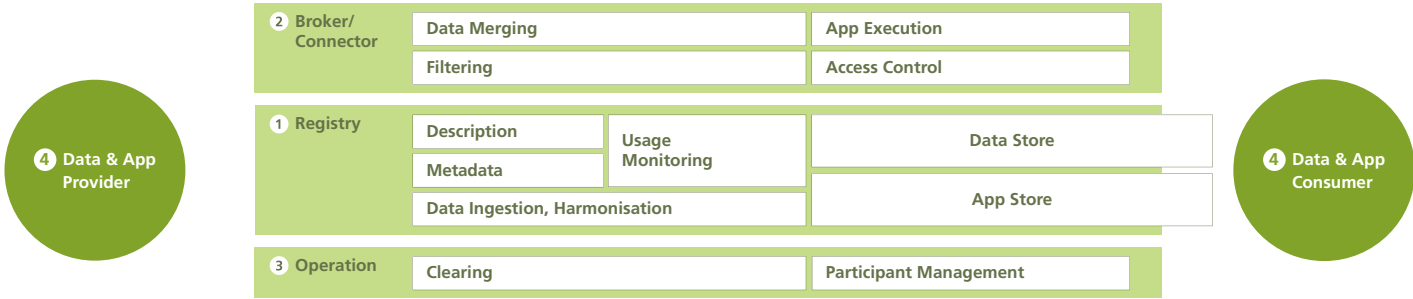 2 Broker/
Connector
Data Merging
App Execution
Filtering
Access Control
4 Data & App
Provider
1 Registry
Description
Metadata
Usage
Monitoring
Data Ingestion, Harmonisation
Data Store
App Store
4 Data & App
Consumer
3 Operation
Clearing
Participant Management